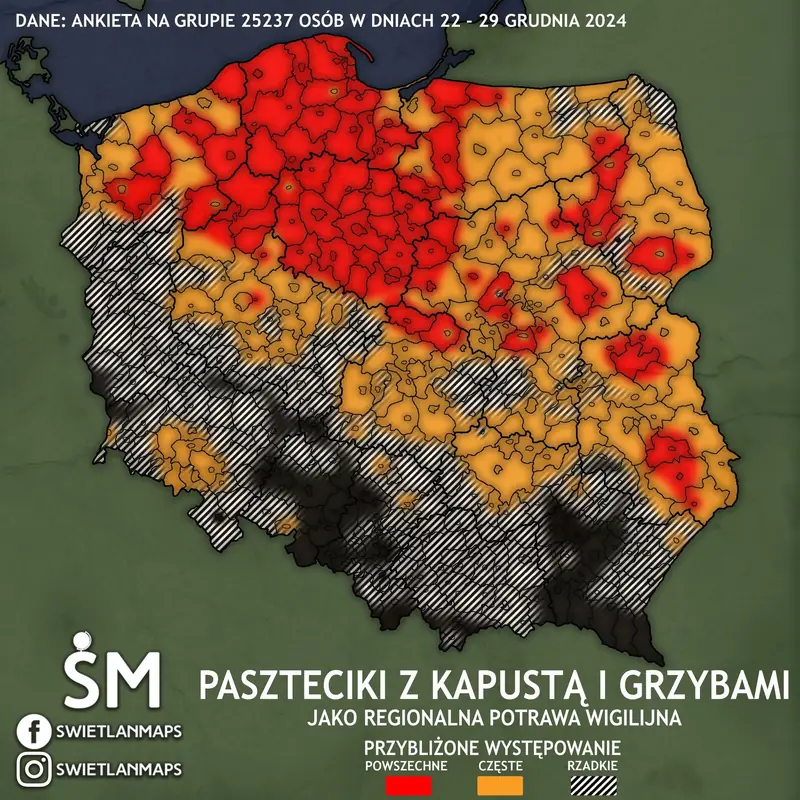 DANE: ANKIETA NA GRUPIE 25237 OSÓB W DNIACH 22 - 29 GRUDNIA 2024
ŚM
PASZTECIKI Z KAPUSTĄ I GRZYBAMI
JAKO REGIONALNA POTRAWA WIGILIJNA
SWIETLANMAPS
SWIETLANMAPS
PRZYBLIŻONE WYSTĘPOWANIE
POWSZECHNE CZĘSTE RZADKIE